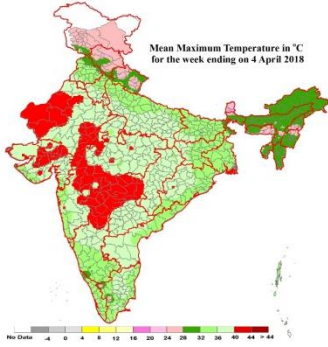 Mean Maximum Temperature in °C
for the week ending on 4 April 2018
No Data -4 0 4 8 12 16 20 24 28 32 36 40 44 > 44